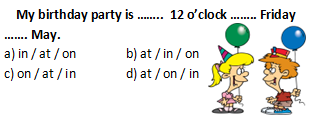 My birthday party is ........ 12 o’clock ........ Friday
....... May.
a) in / at / on b) at / in / on
c) on / at / in d) at / on / in